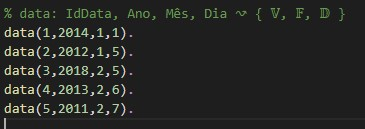 % data: IdData, Ano, Mês, Dia ↝ { 𝕍, 𝔽, 𝔻 }
data(1,2014,1,1).
data(2,2012,1,5).
data(3,2018,2,5).
data(4,2013,2,6).
data(5,2011,2,7).